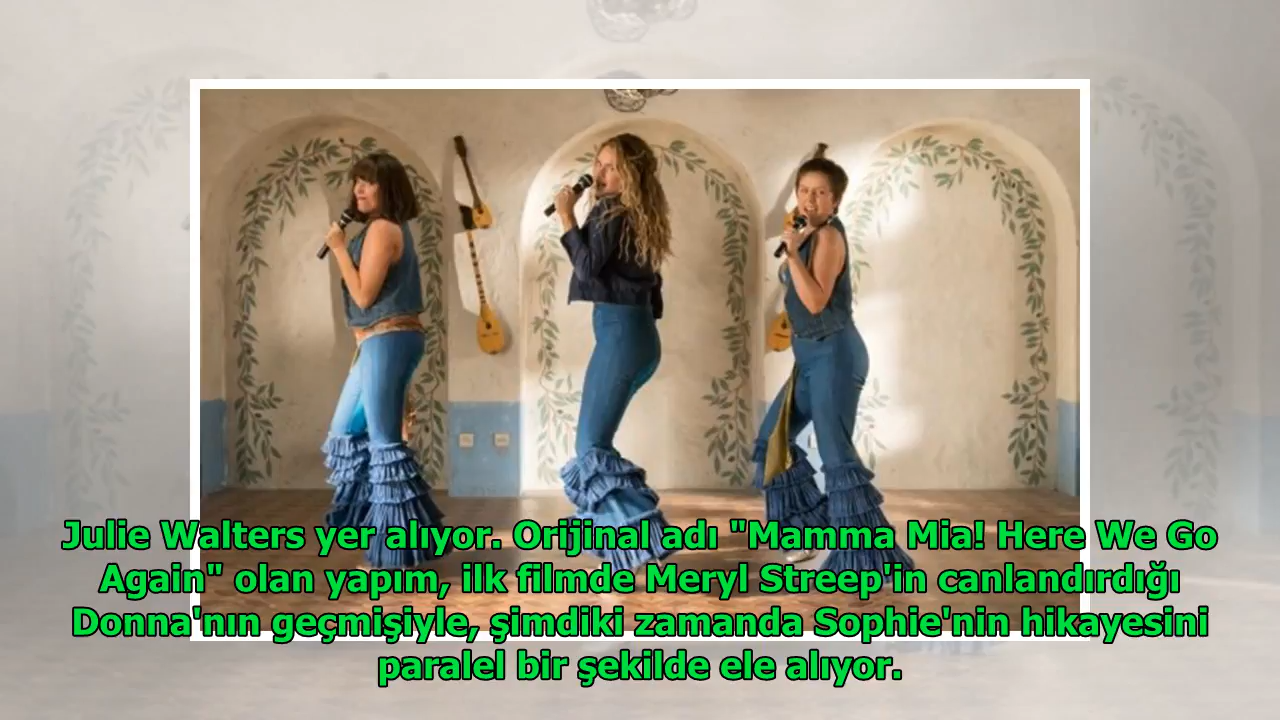 Julie Walters yer alıyor. Orijinal adı "Mamma Mia! Here We Go
Again" olan yapım, ilk filmde Meryl Streep'in canlandırdığı
Donna'nın geçmişiyle, şimdiki zamanda Sophie'nin hikayesini
paralel bir şekilde ele alıyor.